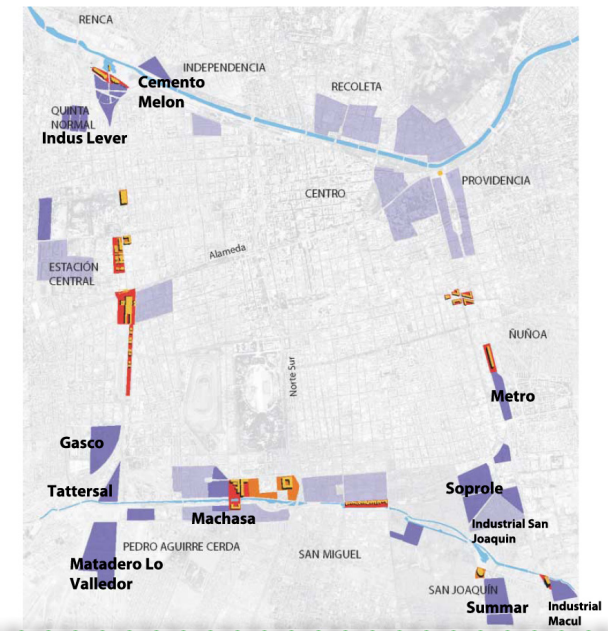 RENCA
INDEPENDENCIA
Cemento
Melon
RECOLETA
QUINTA
NORMAL
Indus Lever
CENTRO
PROVIDENCIA
Alameda
ESTACIÓN
CENTRAL
ÑUÑOA
Norte Sur
Metro
Gasco
Tattersal
Soprole
Machasa
Industrial San
Joaquin
PEDRO AGUIRRE CERDA
SAN MIGUEL
Matadero Lo
Valledor
SAN JOAQUÍN
Summar
Industrial
Macul